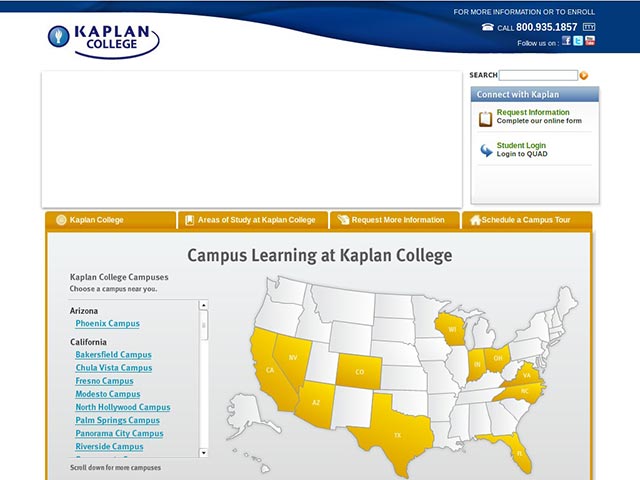 FOR MORE INFORMATION OR TO ENROLL
KAPLAN
COLLEGE
CALL 800.935.1857 TTY
Follow us on :
SEARCH
Connect with Kaplan
Request Information
Complete our online form
Student Login
Login to QUAD
Kaplan College
Areas of Study at Kaplan College
Request More Information
Schedule a Campus Tour
Campus Learning at Kaplan College
Kaplan College Campuses
Choose a campus near you.
Arizona
Phoenix Campus
California
Bakersfield Campus
Chula Vista Campus
Fresno Campus
Modesto Campus
North Hollywood Campus
Palm Springs Campus
Panorama City Campus
Riverside Campus
Scroll down for more campuses
WI
NV
CA
CO
IN
OH
VA
NC
AZ
TX
FL